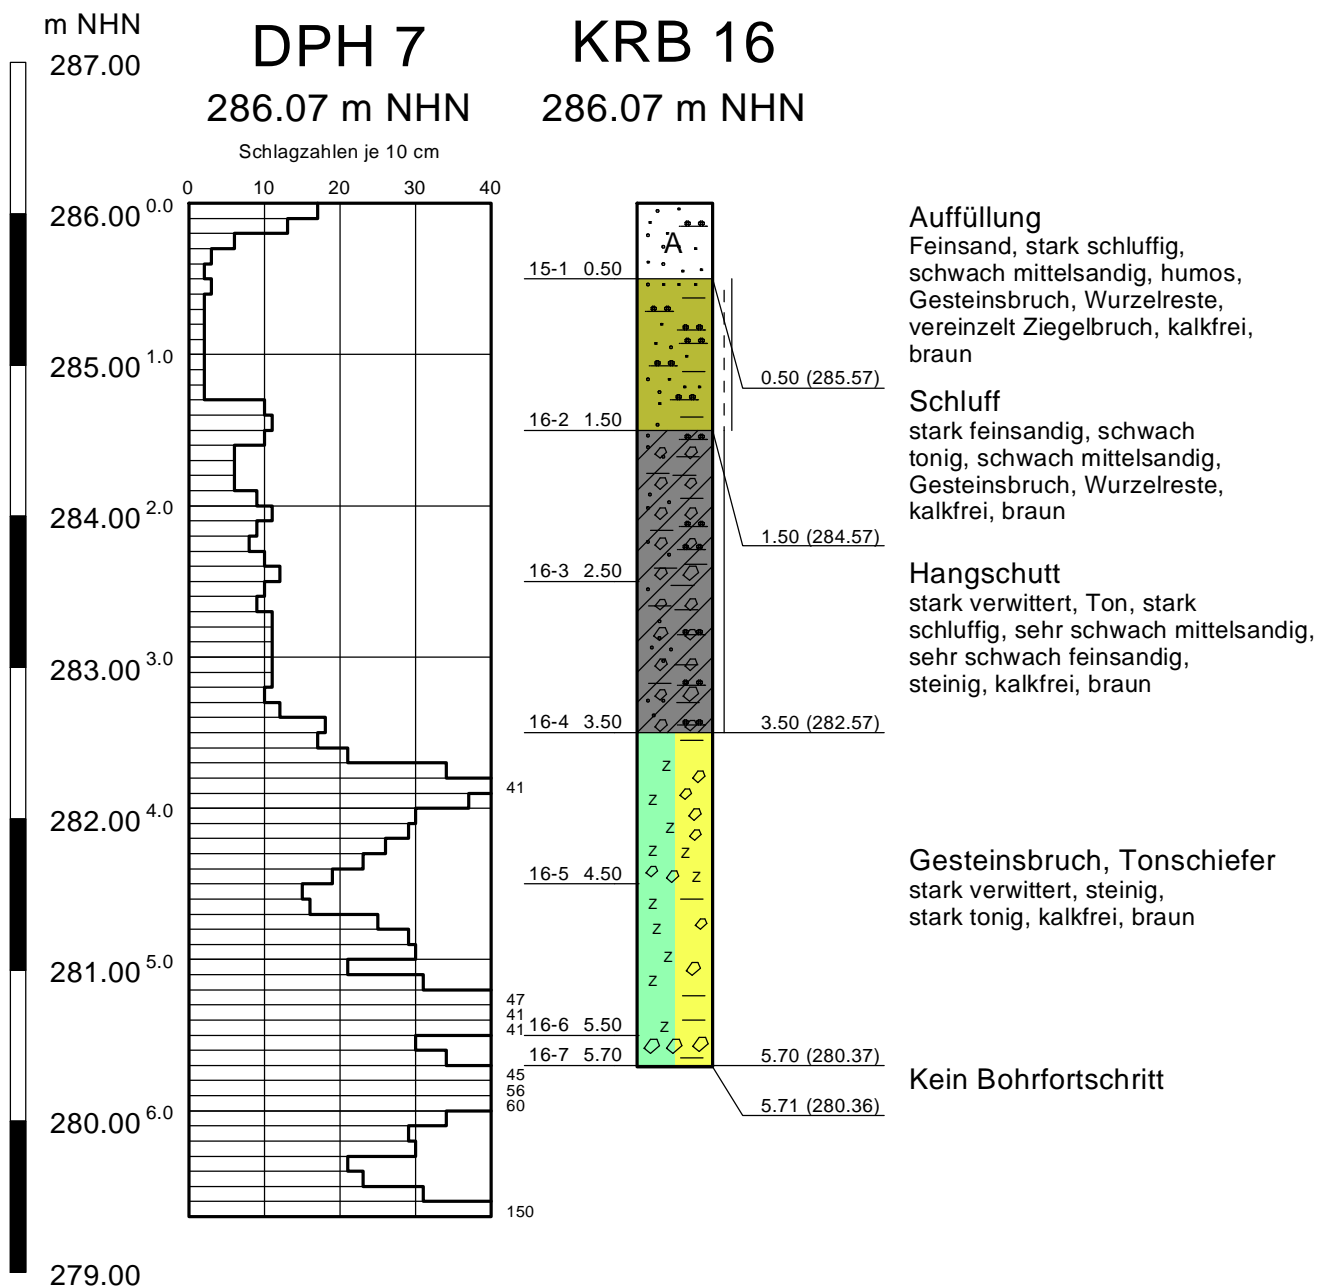 m NHN
DPH 7
KRB 16
286.07 m NHN
286.07 m NHN
Schlagzahlen je 10 cm
0 10 20 30 40
287.00
286.00
285.00
284.00
283.00
282.00
281.00
280.00
279.00
0.0
1.0
2.0
3.0
4.0
5.0
6.0
41
47
41
41
45
56
60
150
15-1 0.50
16-2 1.50
16-3 2.50
16-4 3.50
16-5 4.50
16-6 5.50
16-7 5.70
A
z
z
z
z
z
z
z
z
z
z
z
0.50 (285.57)
1.50 (284.57)
3.50 (282.57)
5.70 (280.37)
5.71 (280.36)
Auffüllung
Feinsand, stark schluffig,
schwach mittelsandig, humos,
Gesteinsbruch, Wurzelreste,
vereinzelt Ziegelbruch, kalkfrei,
braun
Schluff
stark feinsandig, schwach
tonig, schwach mittelsandig,
Gesteinsbruch, Wurzelreste,
kalkfrei, braun
Hangschutt
stark verwittert, Ton, stark
schluffig, sehr schwach mittelsandig,
sehr schwach feinsandig,
steinig, kalkfrei, braun
Gesteinsbruch, Tonschiefer
stark verwittert, steinig,
stark tonig, kalkfrei, braun
Kein Bohrfortschritt